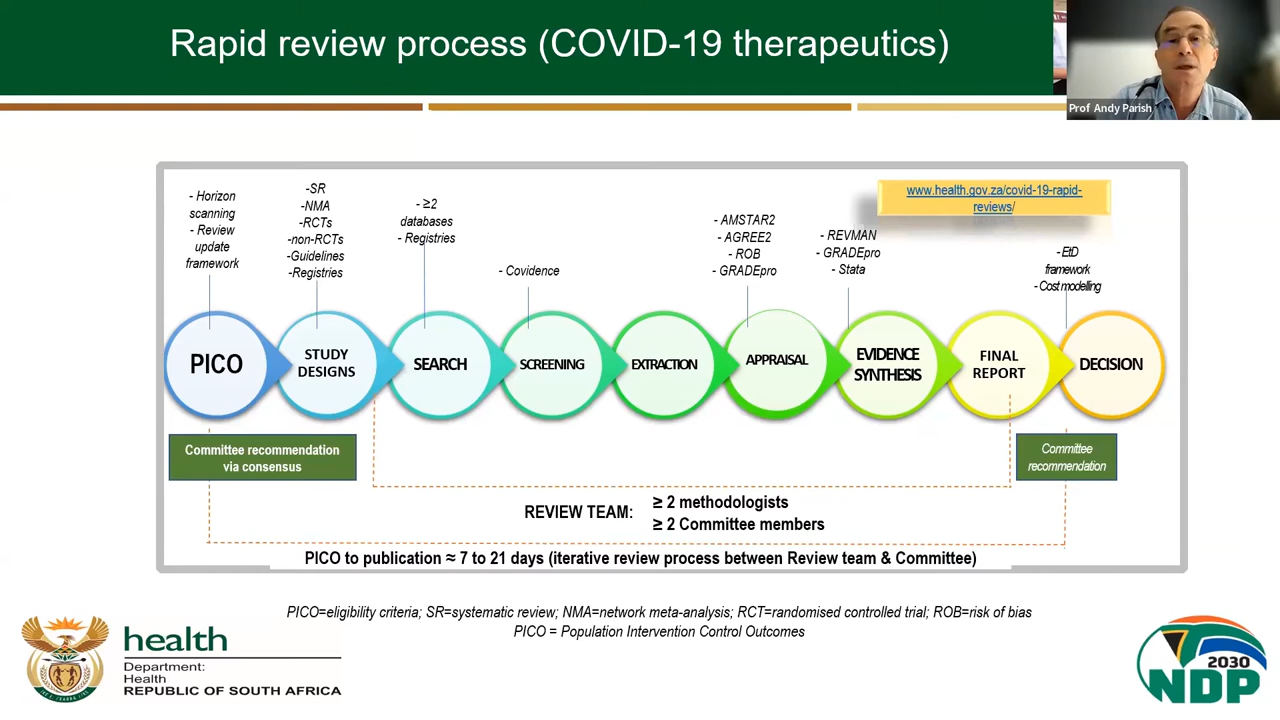 Rapid review process (COVID-19 therapeutics)
Prof Andy Parish
- Horizon
scanning
- Review
update
framework
-SR
-NMA
-RCTs
-non-RCTs
-Guidelines
-Registries
- ≥2
databases
- Registries
- Covidence
- AMSTAR2
- AGREE2
- ROB
- GRADEpro
- REVMAN
- GRADEpro
- Stata
www.health.gov.za/covid-19-rapid-
reviews/
- EtD
framework
- Cost modelling
PICO
STUDY
DESIGNS
SEARCH
SCREENING
EXTRACTION
APPRAISAL
EVIDENCE
SYNTHESIS
FINAL
REPORT
DECISION
Committee recommendation
via consensus
Committee
recommendation
REVIEW TEAM:
≥ 2 methodologists
≥ 2 Committee members
PICO to publication ≈ 7 to 21 days (iterative review process between Review team & Committee)
PICO=eligibility criteria; SR=systematic review; NMA=network meta-analysis; RCT=randomised controlled trial; ROB=risk of bias
PICO = Population Intervention Control Outcomes
health
Department:
Health
REPUBLIC OF SOUTH AFRICA
2030
NDP